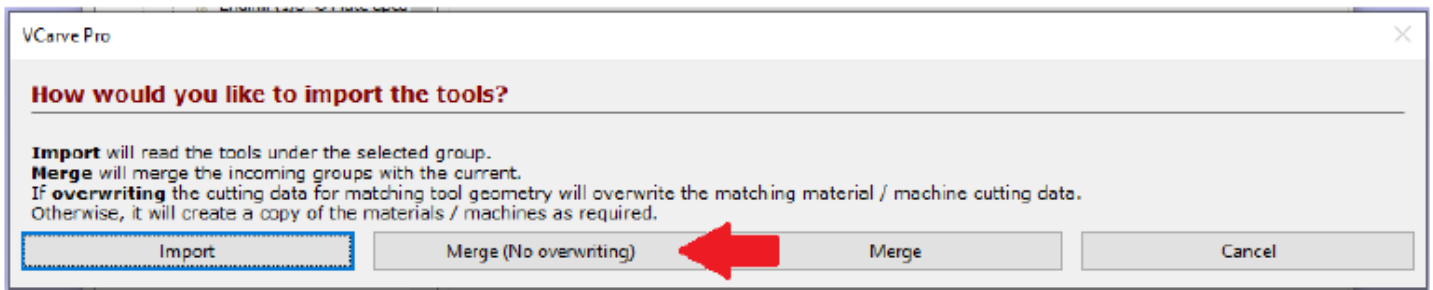 VCarve Pro
How would you like to import the tools?
Import will read the tools under the selected group.
Merge will merge the incoming groups with the current.
If overwriting the cutting data for matching tool geometry will overwrite the matching material / machine cutting data.
Otherwise, it will create a copy of the materials / machines as required.
Import
Merge (No overwriting)
Merge
Cancel